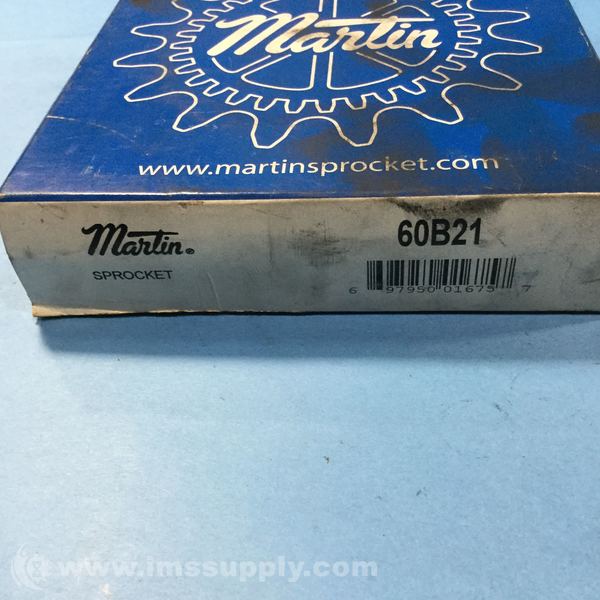 Martin
www.martinsprocket.com
Martin®
60B21
SPROCKET
6 97950 01675 7
www.imssupply.com